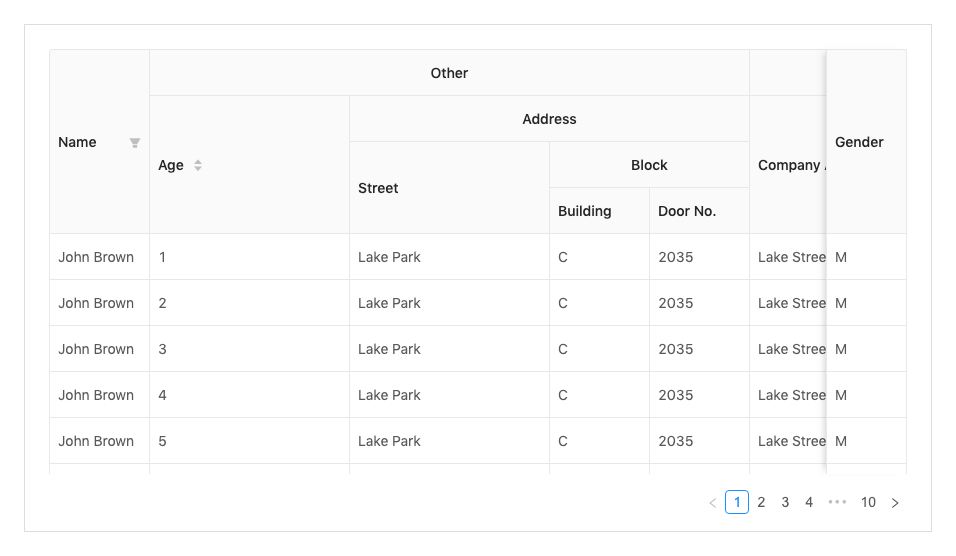 Other
Address
Name
Gender
Age
Company
Block
Street
Building Door No.
John Brown 1 Lake Park C 2035 Lake Stree M
John Brown 2 Lake Park C 2035 Lake Stree M
John Brown 3 Lake Park C 2035 Lake Stree M
John Brown 4 Lake Park C 2035 Lake Stree M
John Brown 5 Lake Park C 2035 Lake Stree M
< 1 2 3 4 ••• 10 >